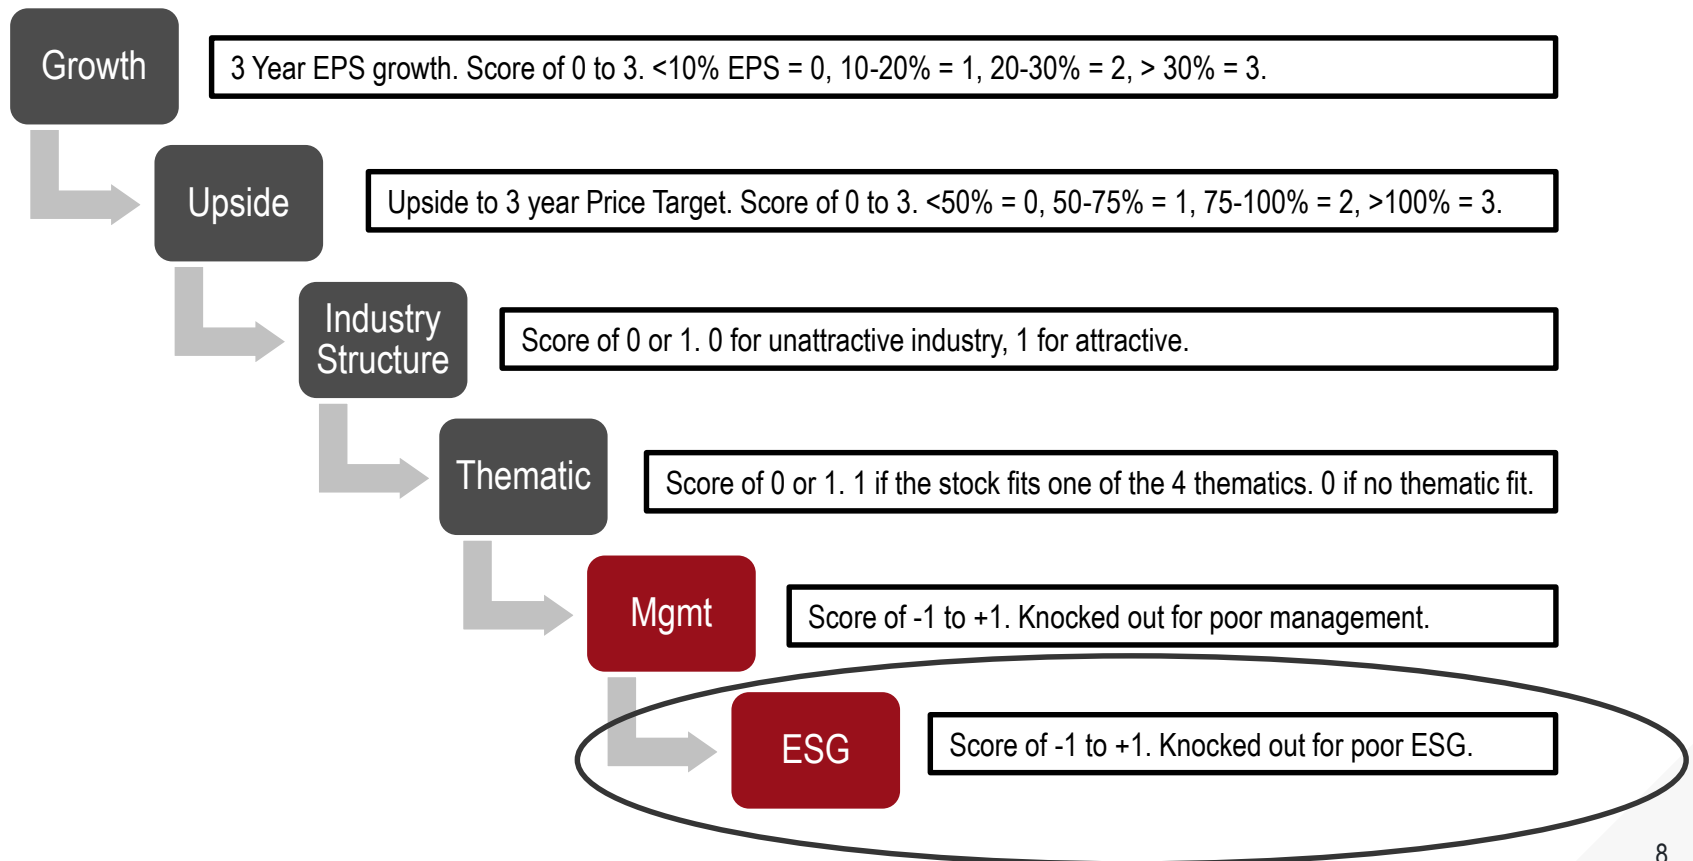 Growth
3 Year EPS growth. Score of 0 to 3. <10% EPS = 0, 10-20% = 1, 20-30% = 2, > 30% = 3.
Upside
Upside to 3 year Price Target. Score of 0 to 3. <50% = 0, 50-75% = 1, 75-100% = 2, >100% = 3.
Industry
Structure
Score of 0 or 1. 0 for unattractive industry, 1 for attractive.
Thematic
Score of 0 or 1. 1 if the stock fits one of the 4 thematics. 0 if no thematic fit.
Mgmt
Score of -1 to +1. Knocked out for poor management.
ESG
Score of -1 to +1. Knocked out for poor ESG.
8